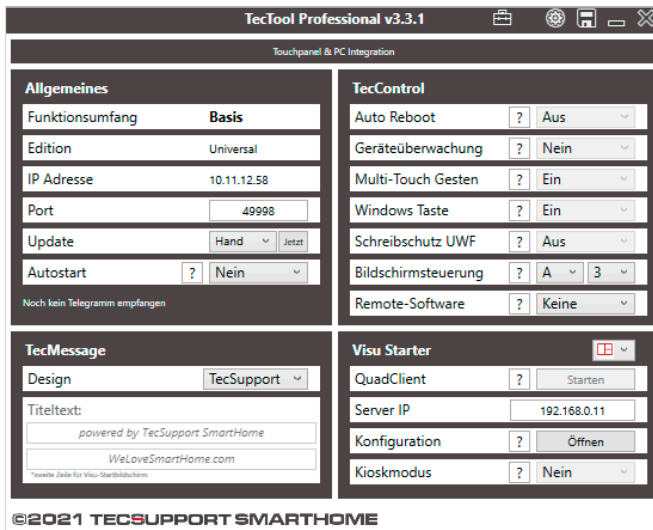 TecTool Professional v3.3.1
Touchpanel & PC Integration
Allgemeines
Funktionsumfang Basis
Edition Universal
IP Adresse 10.11.12.58
Port 49998
Update Hand Jetzt
Autostart ? Nein
Noch kein Telegramm empfangen
TecControl
Auto Reboot ? Aus
Geräteüberwachung ? Nein
Multi-Touch Gesten ? Ein
Windows Taste ? Ein
Schreibschutz UWF ? Aus
Bildschirmsteuerung ? A 3
Remote-Software ? Keine
TecMessage
Design TecSupport
Titeltext:
powered by TecSupport SmartHome
WeLoveSmartHome.com
*zweite Zeile für Visu-Startbildschirm
Visu Starter
QuadClient ? Starten
Server IP 192.168.0.11
Konfiguration ? Öffnen
Kioskmodus ? Nein
©2021 TECSUPPORT SMARTHOME